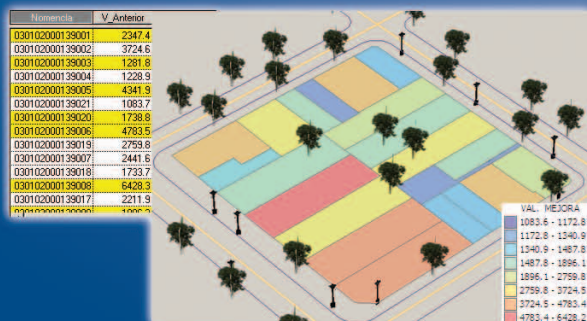 Nomencla V_Anterior
030102000139001 2347.4
030102000139002 3724.6
030102000139003 1281.8
030102000139004 1228.9
030102000139005 4341.9
030102000139021 1083.7
030102000139020 1738.8
030102000139006 4783.5
030102000139019 2759.8
030102000139007 2441.6
030102000139018 1733.7
030102000139008 6428.3
030102000139017 2211.9
VAL. MEJORA
1083.6 - 1172.8
1172.8 - 1340.9
1340.9 - 1487.8
1487.8 - 1896.1
1896.1 - 2759.8
2759.8 - 3724.5
3724.5 - 4783.4
4783.4 - 6428.2